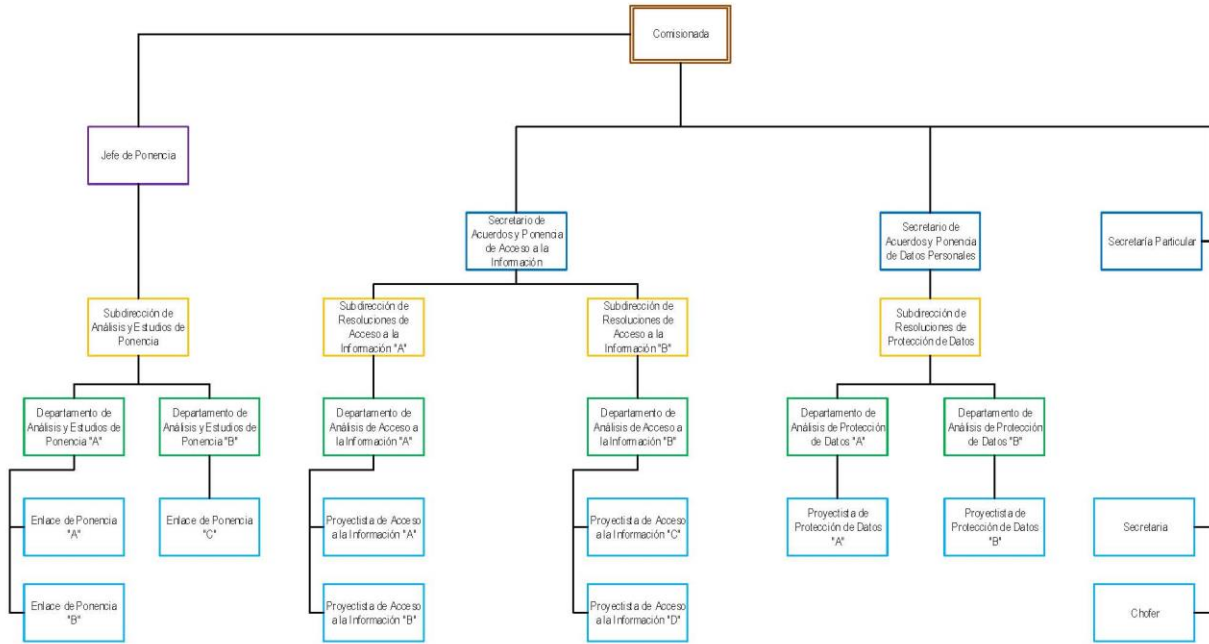 Comisionada
Jefe de Ponencia
Secretario de
Acuerdos y Ponencia
de Acceso a la
Información
Secretario de
Acuerdos y Ponencia
de Datos Personales
Secretaría Particular
Subdirección de
Análisis y Estudios de
Ponencia
Subdirección de
Resoluciones de
Acceso a la
Información "A"
Subdirección de
Resoluciones de
Acceso a la
Información "B"
Subdirección de
Resoluciones de
Protección de Datos
Departamento de
Análisis y Estudios de
Ponencia "A"
Departamento de
Análisis y Estudios de
Ponencia "B"
Departamento de
Análisis de Acceso a
la Información "A"
Departamento de
Análisis de Acceso a
la Información "B"
Departamento de
Análisis de Protección
de Datos "A"
Departamento de
Análisis de Protección
de Datos "B"
Enlace de Ponencia
"A"
Enlace de Ponencia
"C"
Proyectista de Acceso
a la Información "A"
Proyectista de Acceso
a la Información "C"
Proyectista de
Protección de Datos
"A"
Proyectista de
Protección de Datos
"B"
Secretaria
Enlace de Ponencia
"B"
Proyectista de Acceso
a la Información "B"
Proyectista de Acceso
a la Información "D"
Chofer